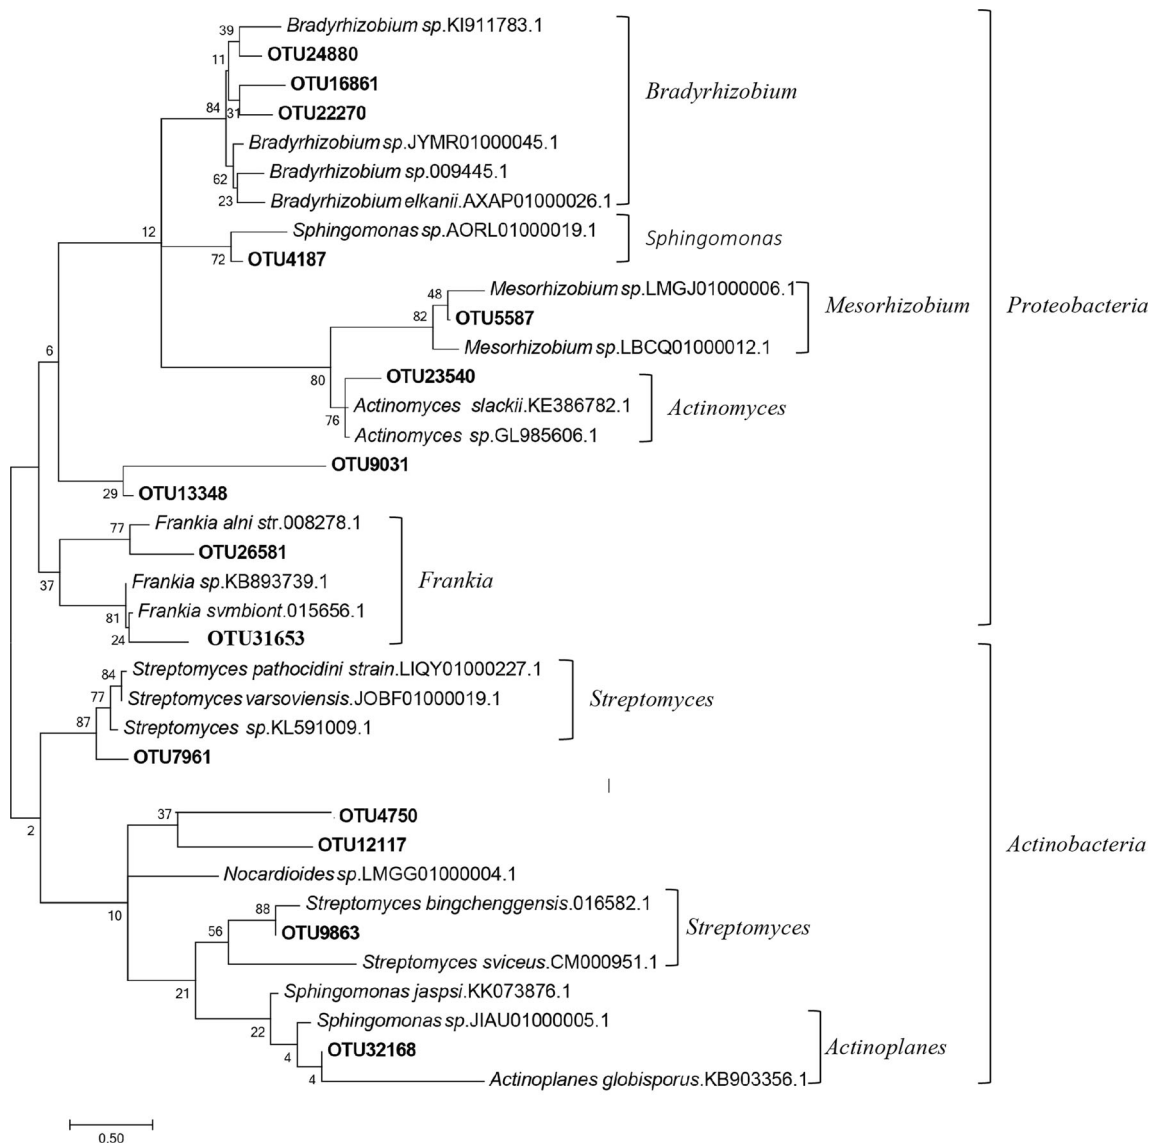 39
Bradyrhizobium sp.KI911783.1
OTU24880
11
OTU16861
84
31
OTU22270
Bradyrhizobium
Bradyrhizobium sp.JYMR01000045.1
Bradyrhizobium sp.009445.1
62
23
Bradyrhizobium elkanii.AXAP01000026.1
12
Sphingomonas sp.AORL01000019.1
Sphingomonas
72
OTU4187
48
Mesorhizobium sp.LMGJ01000006.1
82
OTU5587
Mesorhizobium
Proteobacteria
Mesorhizobium sp.LBCQ01000012.1
6
80
OTU23540
Actinomyces slackii.KE386782.1
Actinomyces
76
Actinomyces sp.GL985606.1
OTU9031
29
OTU13348
77
Frankia alni str.008278.1
OTU26581
37
Frankia sp.KB893739.1
Frankia
81
Frankia svmbiont.015656.1
24
OTU31653
84
Streptomyces pathocidini strain.LIQY01000227.1
77
Streptomyces varsoviensis.JOBF01000019.1
Streptomyces
87
Streptomyces sp.KL591009.1
OTU7961
2
37
OTU4750
OTU12117
Actinobacteria
Nocardioides sp.LMGG01000004.1
10
88
Streptomyces bingchenggensis.016582.1
56
OTU9863
Streptomyces
Streptomyces sviceus.CM000951.1
21
Sphingomonas jaspsi.KK073876.1
22
Sphingomonas sp.JIAU01000005.1
4
OTU32168
Actinoplanes
4
Actinoplanes globisporus.KB903356.1
0.50